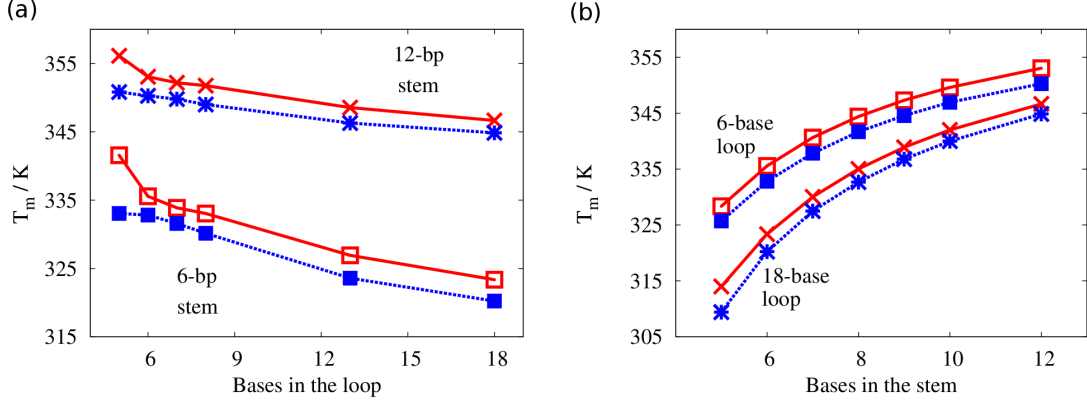 (a)
T_m / K
355
345
335
325
315
6
9
12
15
18
Bases in the loop
12-bp
stem
6-bp
stem
(b)
T_m / K
355
345
335
325
315
305
6
8
10
12
Bases in the stem
6-base
loop
18-base
loop